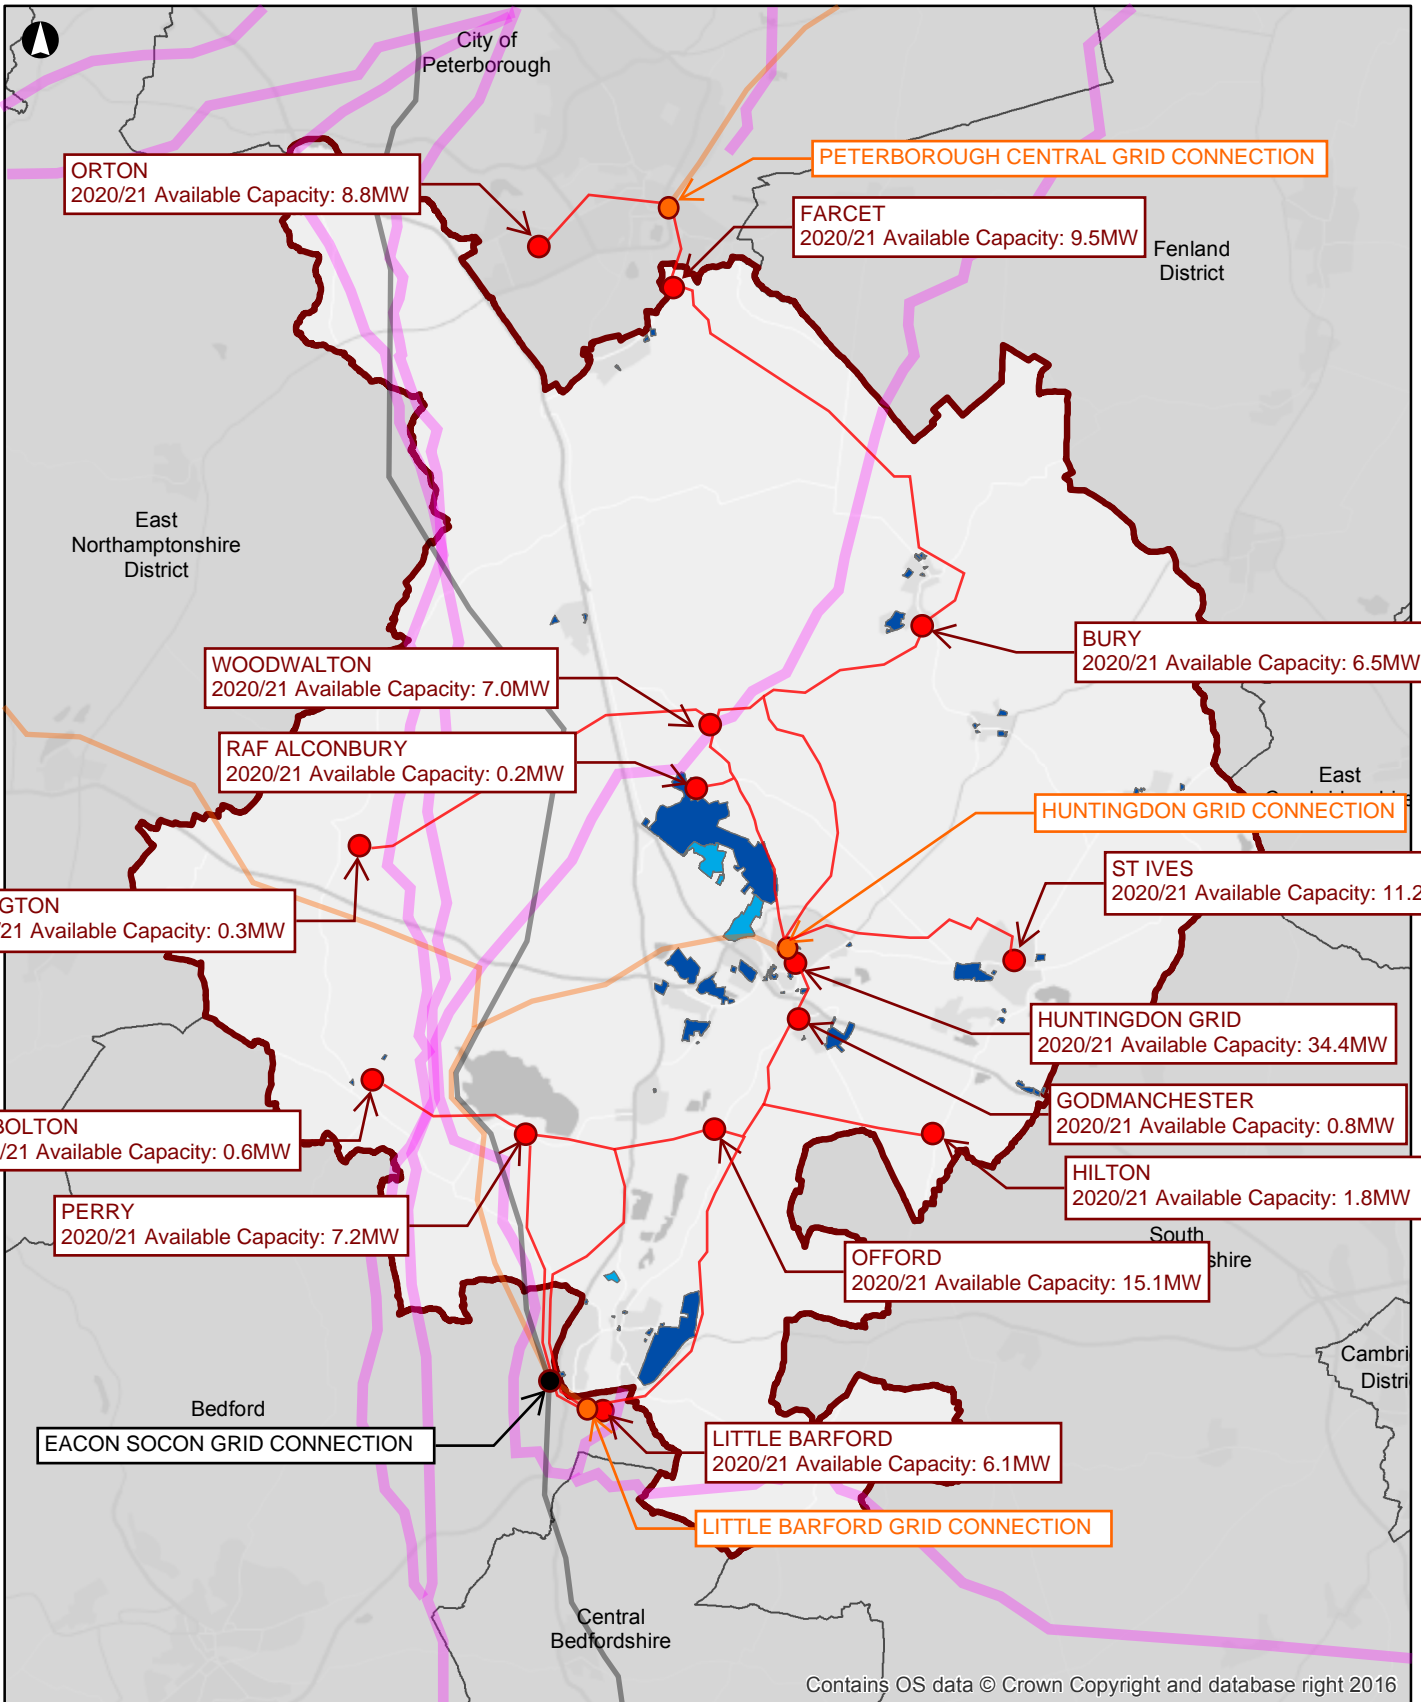 City of
Peterborough
ORTON
2020/21 Available Capacity: 8.8MW
PETERBOROUGH CENTRAL GRID CONNECTION
FARCET
2020/21 Available Capacity: 9.5MW
Fenland
District
East
Northamptonshire
District
BURY
2020/21 Available Capacity: 6.5MW
WOODWALTON
2020/21 Available Capacity: 7.0MW
RAF ALCONBURY
2020/21 Available Capacity: 0.2MW
East
HUNTINGDON GRID CONNECTION
ST IVES
2020/21 Available Capacity: 11.2
GTON
/21 Available Capacity: 0.3MW
HUNTINGDON GRID
2020/21 Available Capacity: 34.4MW
GODMANCHESTER
2020/21 Available Capacity: 0.8MW
BOLTON
/21 Available Capacity: 0.6MW
HILTON
2020/21 Available Capacity: 1.8MW
PERRY
2020/21 Available Capacity: 7.2MW
South
shire
OFFORD
2020/21 Available Capacity: 15.1MW
Cambri
Distri
Bedford
EACON SOCON GRID CONNECTION
LITTLE BARFORD
2020/21 Available Capacity: 6.1MW
LITTLE BARFORD GRID CONNECTION
Central
Bedfordshire
Contains OS data © Crown Copyright and database right 2016